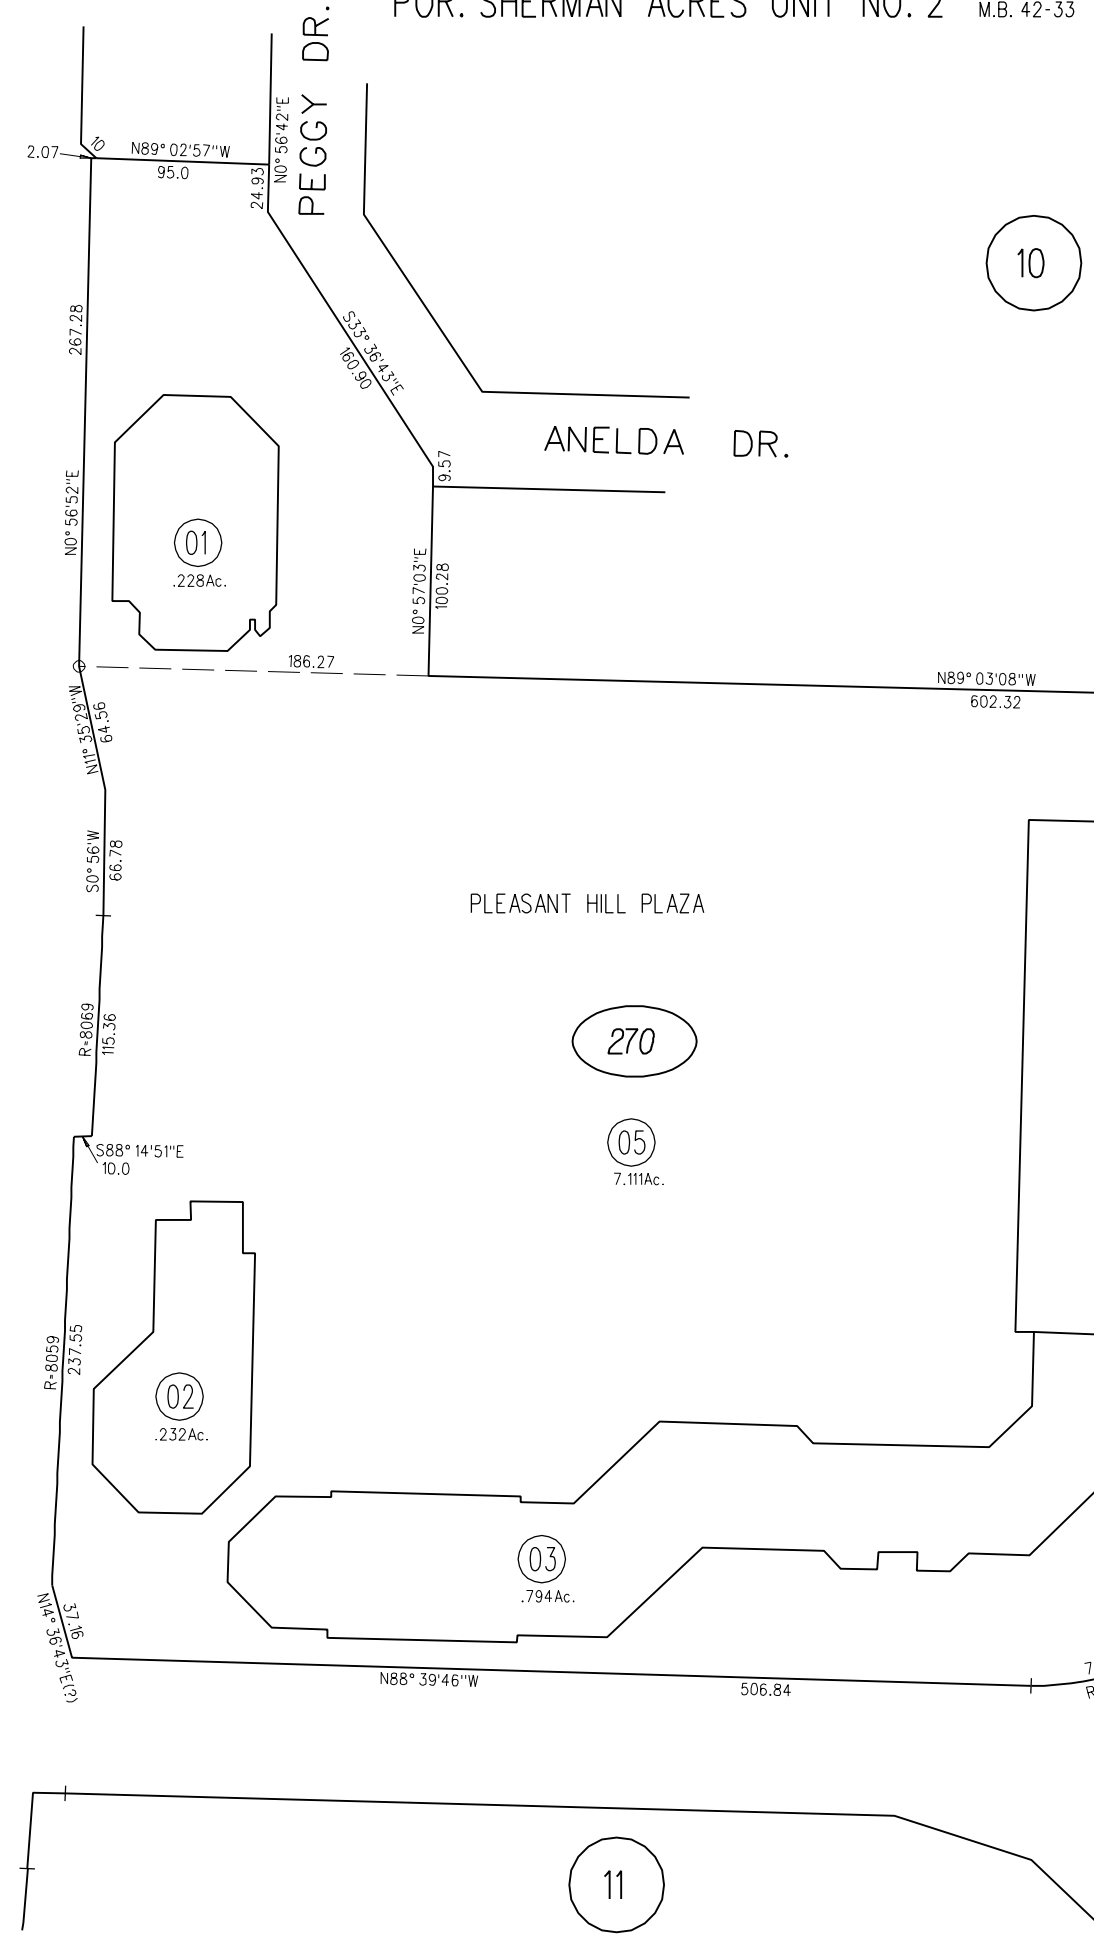 POR. SHERMAN ACRES UNIT NO. 2 M.B. 42-33
PEGGY DR.
N0° 56'42"E
10
2.07
N89° 02'57"W
95.0
24.93
10
267.28
S33° 36'43"E
160.90
ANELDA DR.
9.57
N0° 56'52"E
01
.228Ac.
N0° 57'03"E
100.28
186.27
N89° 03'08"W
602.32
N11° 35'29"W
64.56
S0° 56'W
66.78
PLEASANT HILL PLAZA
R=8069
115.36
270
05
7.111Ac.
S88° 14'51"E
10.0
R=8059
237.55
02
.232Ac.
03
.794Ac.
N14° 36'43"E(?)
37.16
N88° 39'46"W
506.84
7
R
11